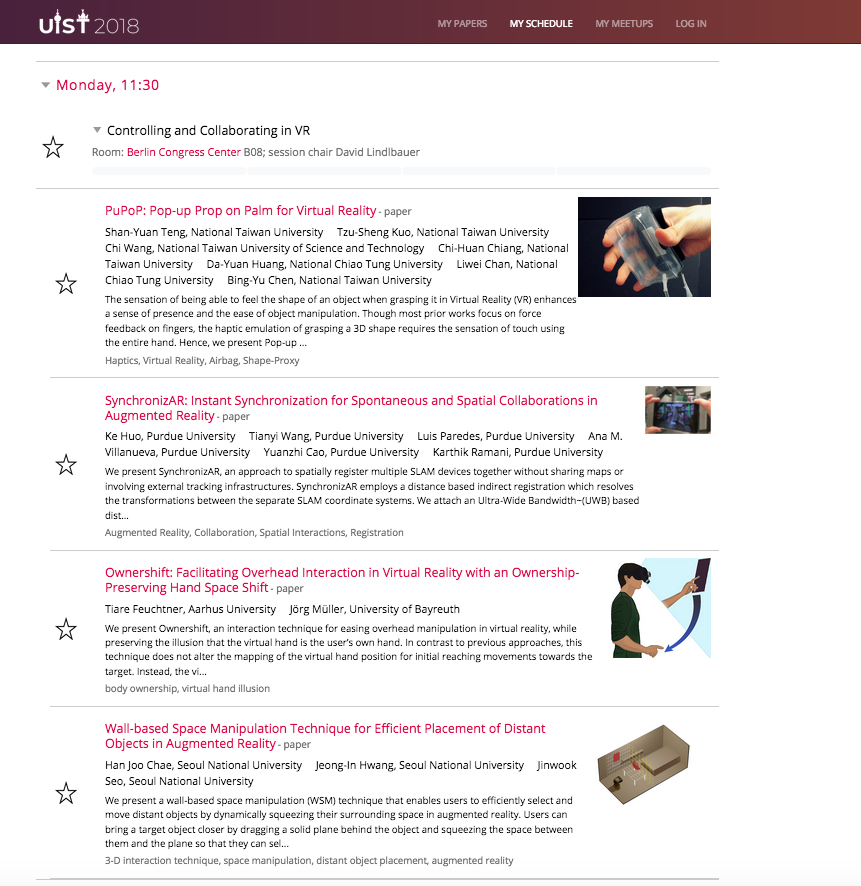 uist 2018
MY PAPERS MY SCHEDULE MY MEETUPS LOG IN
Monday, 11:30
Controlling and Collaborating in VR
Room: Berlin Congress Center B08; session chair David Lindlbauer
PuPoP: Pop-up Prop on Palm for Virtual Reality - paper
Shan-Yuan Teng, National Taiwan University Tzu-Sheng Kuo, National Taiwan University
Chi Wang, National Taiwan University of Science and Technology Chi-Huan Chiang, National
Taiwan University Da-Yuan Huang, National Chiao Tung University Liwei Chan, National
Chiao Tung University Bing-Yu Chen, National Taiwan University
The sensation of being able to feel the shape of an object when grasping it in Virtual Reality (VR) enhances
a sense of presence and the ease of object manipulation. Though most prior works focus on force
feedback on fingers, the haptic emulation of grasping a 3D shape requires the sensation of touch using
the entire hand. Hence, we present Pop-up ...
Haptics, Virtual Reality, Airbag, Shape-Proxy
SynchronizAR: Instant Synchronization for Spontaneous and Spatial Collaborations in
Augmented Reality - paper
Ke Huo, Purdue University Tianyi Wang, Purdue University Luis Paredes, Purdue University Ana M.
Villanueva, Purdue University Yuanzhi Cao, Purdue University Karthik Ramani, Purdue University
We present SynchronizAR, an approach to spatially register multiple SLAM devices together without sharing maps or
involving external tracking infrastructures. SynchronizAR employs a distance based indirect registration which resolves
the transformations between the separate SLAM coordinate systems. We attach an Ultra-Wide Bandwidth~(UWB) based
dist...
Augmented Reality, Collaboration, Spatial Interactions, Registration
Ownershift: Facilitating Overhead Interaction in Virtual Reality with an Ownership-
Preserving Hand Space Shift - paper
Tiare Feuchtner, Aarhus University Jörg Müller, University of Bayreuth
We present Ownershift, an interaction technique for easing overhead manipulation in virtual reality, while
preserving the illusion that the virtual hand is the user's own hand. In contrast to previous approaches, this
technique does not alter the mapping of the virtual hand position for initial reaching movements towards the
target. Instead, the vi...
body ownership, virtual hand illusion
Wall-based Space Manipulation Technique for Efficient Placement of Distant
Objects in Augmented Reality - paper
Han Joo Chae, Seoul National University Jeong-In Hwang, Seoul National University Jinwook
Seo, Seoul National University
We present a wall-based space manipulation (WSM) technique that enables users to efficiently select and
move distant objects by dynamically squeezing their surrounding space in augmented reality. Users can
bring a target object closer by dragging a solid plane behind the object and squeezing the space between
them and the plane so that they can sel...
3-D interaction technique, space manipulation, distant object placement, augmented reality